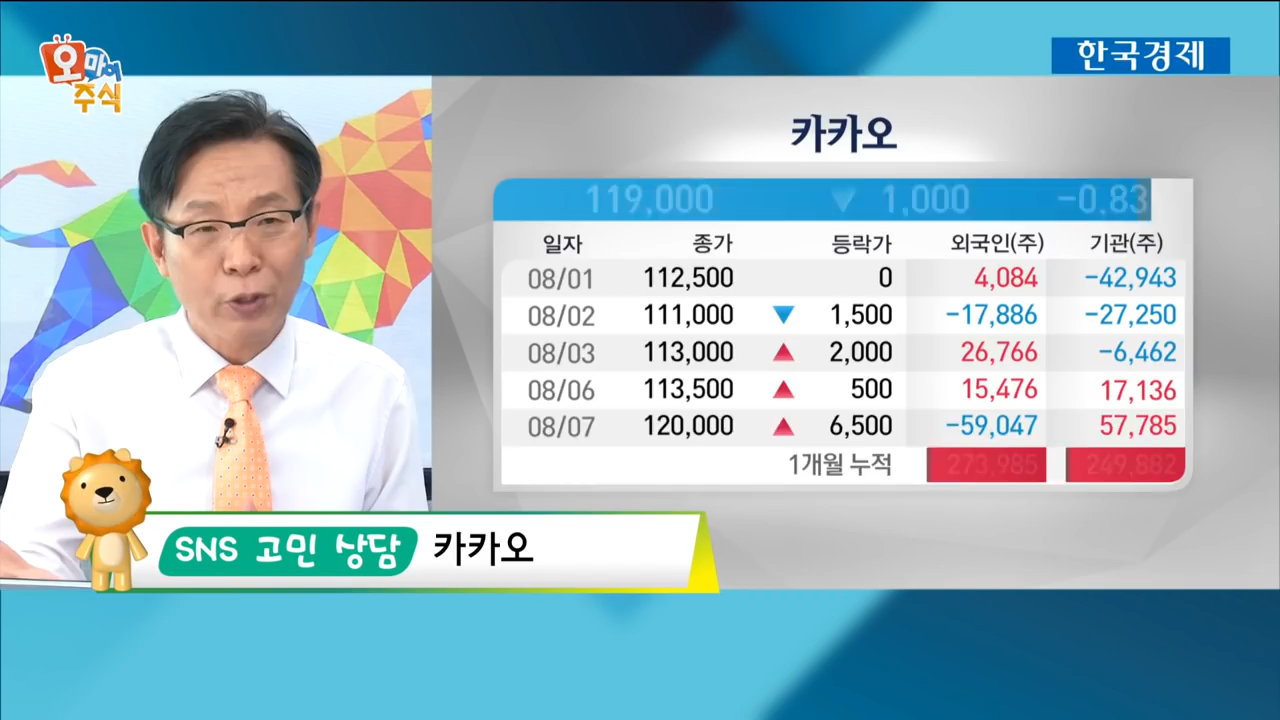 오마이
주식
한국경제
카카오
119,000 ▼ 1,000 -0.83
일자 종가 등락가 외국인(주) 기관(주)
08/01 112,500 0 4,084 -42,943
08/02 111,000 ▼ 1,500 -17,886 -27,250
08/03 113,000 ▲ 2,000 26,766 -6,462
08/06 113,500 ▲ 500 15,476 17,136
08/07 120,000 ▲ 6,500 -59,047 57,785
1개월 누적 273,985 249,882
SNS 고민 상담 카카오